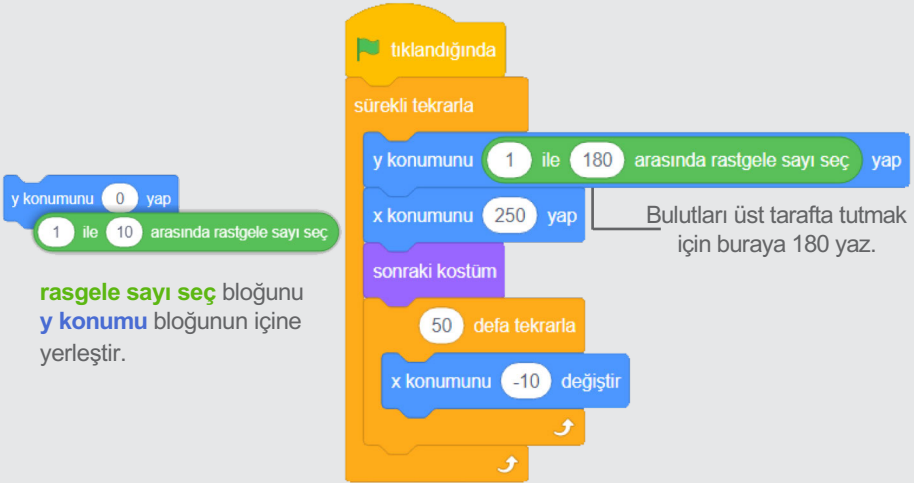 tıklandığında
sürekli tekrarla
y konumunu 1 ile 180 arasında rastgele sayı seç yap
x konumunu 250 yap
sonraki kostüm
50 defa tekrarla
x konumunu -10 değiştir
y konumunu 0 yap
1 ile 10 arasında rastgele sayı seç
rasgele sayı seç bloğunu
y konumu bloğunun içine
yerleştir.
Bulutları üst tarafta tutmak
için buraya 180 yaz.